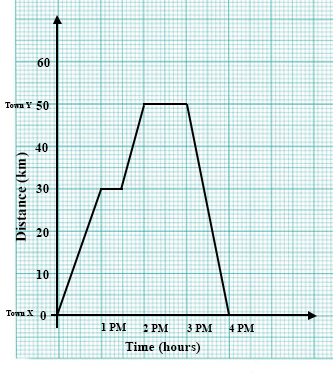 60
Town Y 50
40
30
20
10
Town X 0
Distance (km)
1 PM 2 PM 3 PM 4 PM
Time (hours)